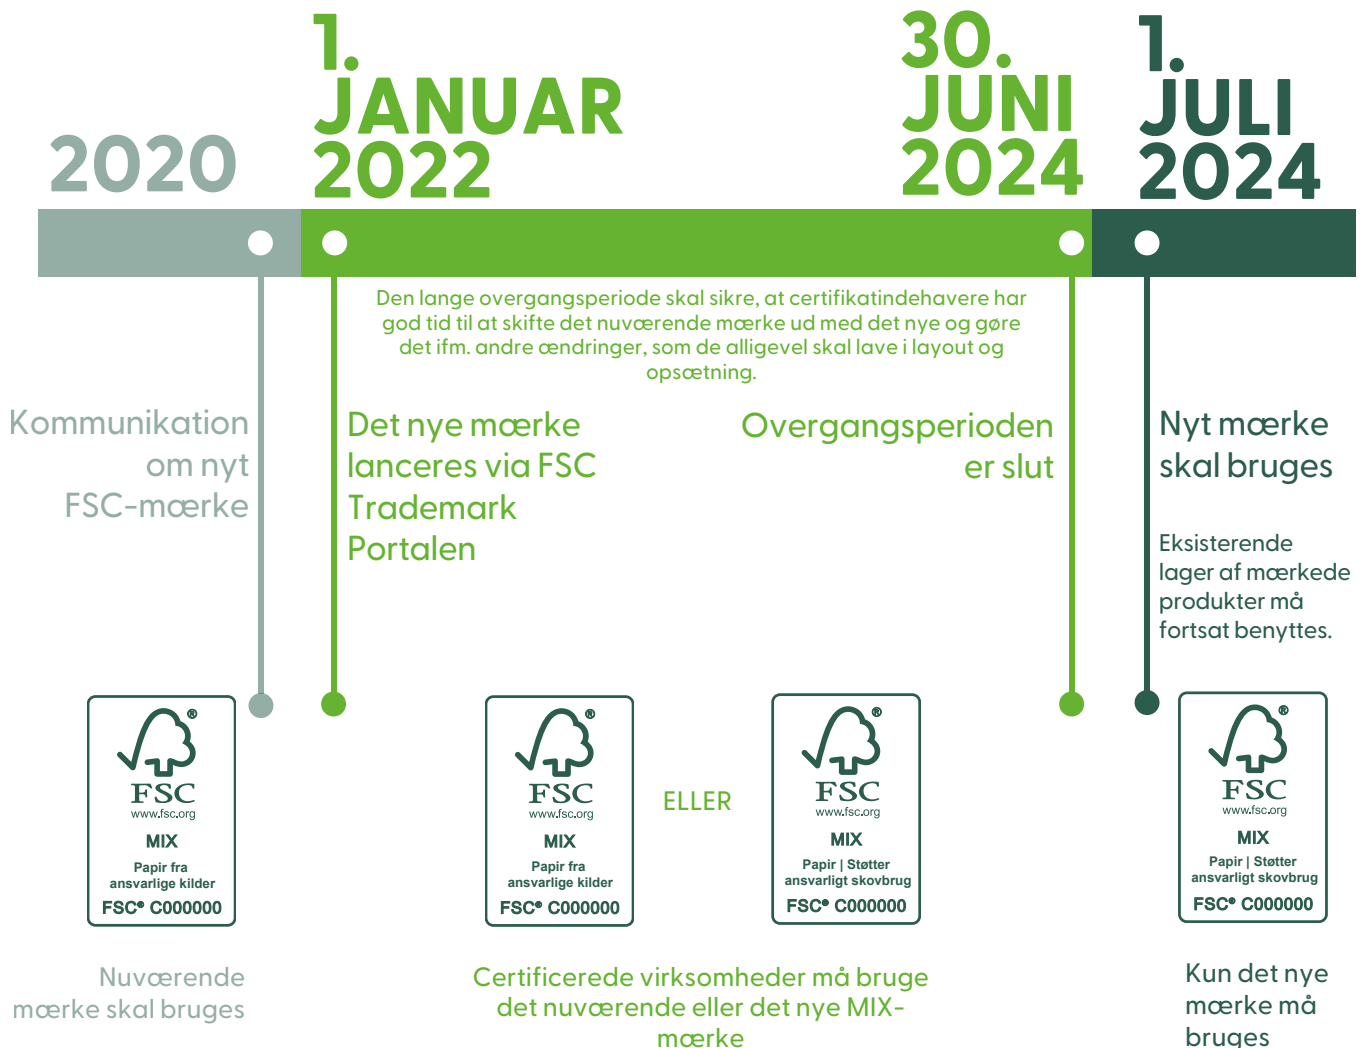 2020
1.
JANUAR
2022
30.
JUNI
2024
1.
JULI
2024
Den lange overgangsperiode skal sikre, at certifikatindehavere har
god tid til at skifte det nuværende mærke ud med det nye og gøre
det ifm. andre ændringer, som de alligevel skal lave i layout og
opsætning.
Kommunikation
om nyt
FSC-mærke
Det nye mærke
lanceres via FSC
Trademark
Portalen
Overgangsperioden
er slut
Nyt mærke
skal bruges
Eksisterende
lager af mærkede
produkter må
fortsat benyttes.
®
FSC
www.fsc.org
MIX
Papir fra
ansvarlige kilder
FSC® C000000
®
FSC
www.fsc.org
MIX
Papir fra
ansvarlige kilder
FSC® C000000
ELLER
®
FSC
www.fsc.org
MIX
Papir | Støtter
ansvarligt skovbrug
FSC® C000000
®
FSC
www.fsc.org
MIX
Papir | Støtter
ansvarligt skovbrug
FSC® C000000
Nuværende
mærke skal bruges
Certificerede virksomheder må bruge
det nuværende eller det nye MIX-
mærke
Kun det nye
mærke må
bruges